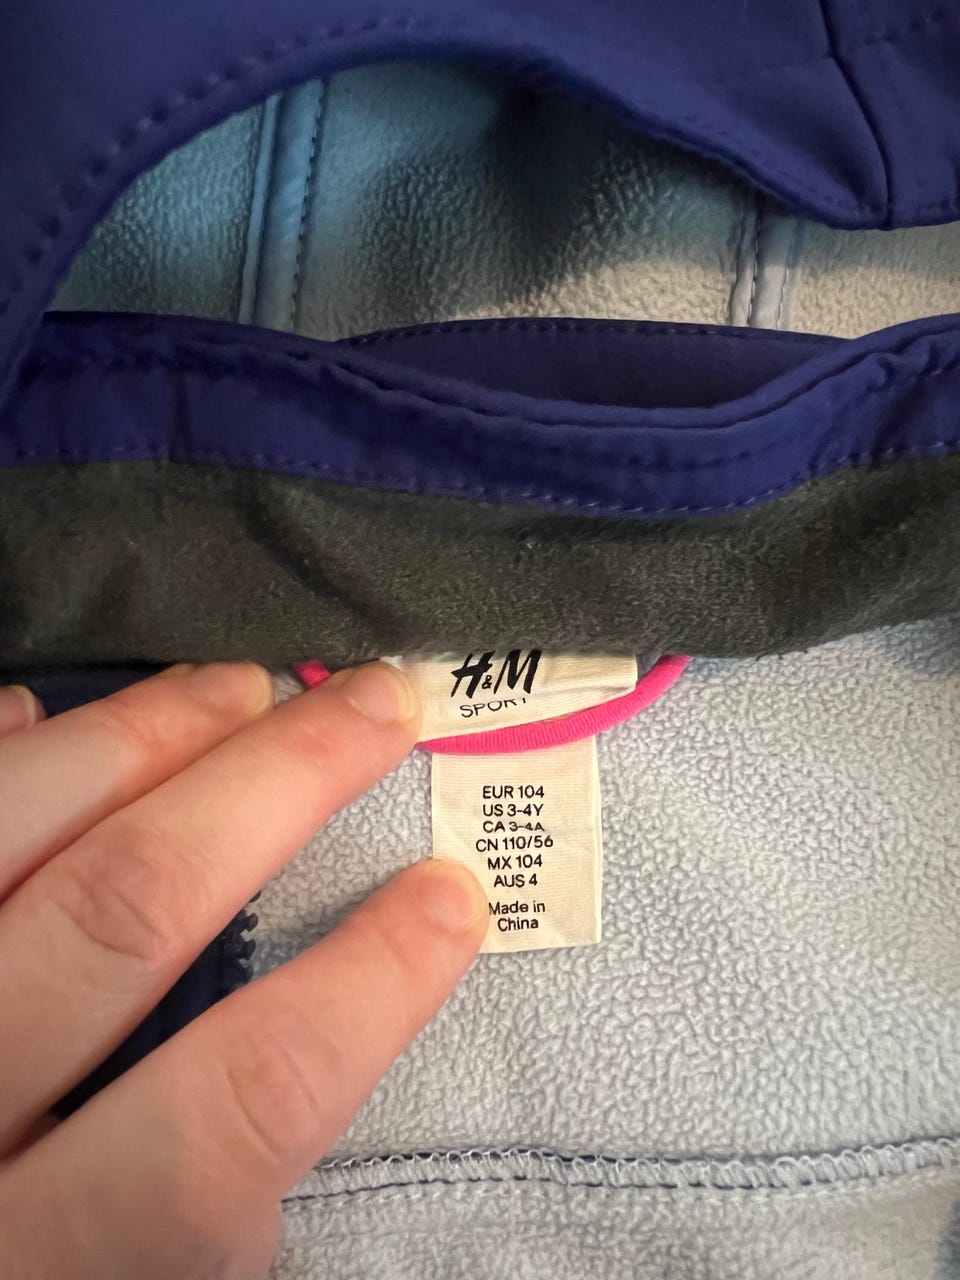 H&M
SPORT
EUR 104
US 3-4Y
CA 3-4A
CN 110/56
MX 104
AUS 4
Made in
China